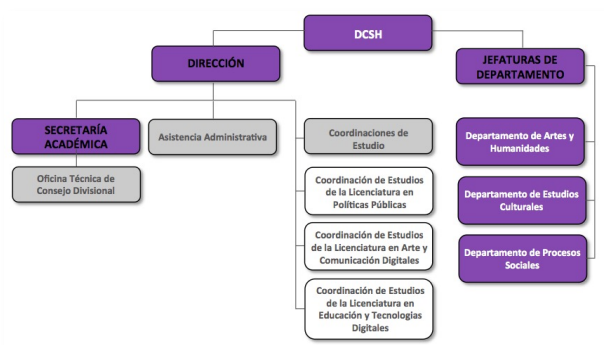 DCSH
DIRECCIÓN
JEFATURAS DE
DEPARTAMENTO
SECRETARÍA
ACADÉMICA
Asistencia Administrativa
Coordinaciones de
Estudio
Departamento de Artes y
Humanidades
Oficina Técnica de
Consejo Divisional
Coordinación de Estudios
de la Licenciatura en
Políticas Públicas
Departamento de Estudios
Culturales
Coordinación de Estudios
de la Licenciatura en Arte y
Comunicación Digitales
Departamento de Procesos
Sociales
Coordinación de Estudios
de la Licenciatura en
Educación y Tecnologías
Digitales